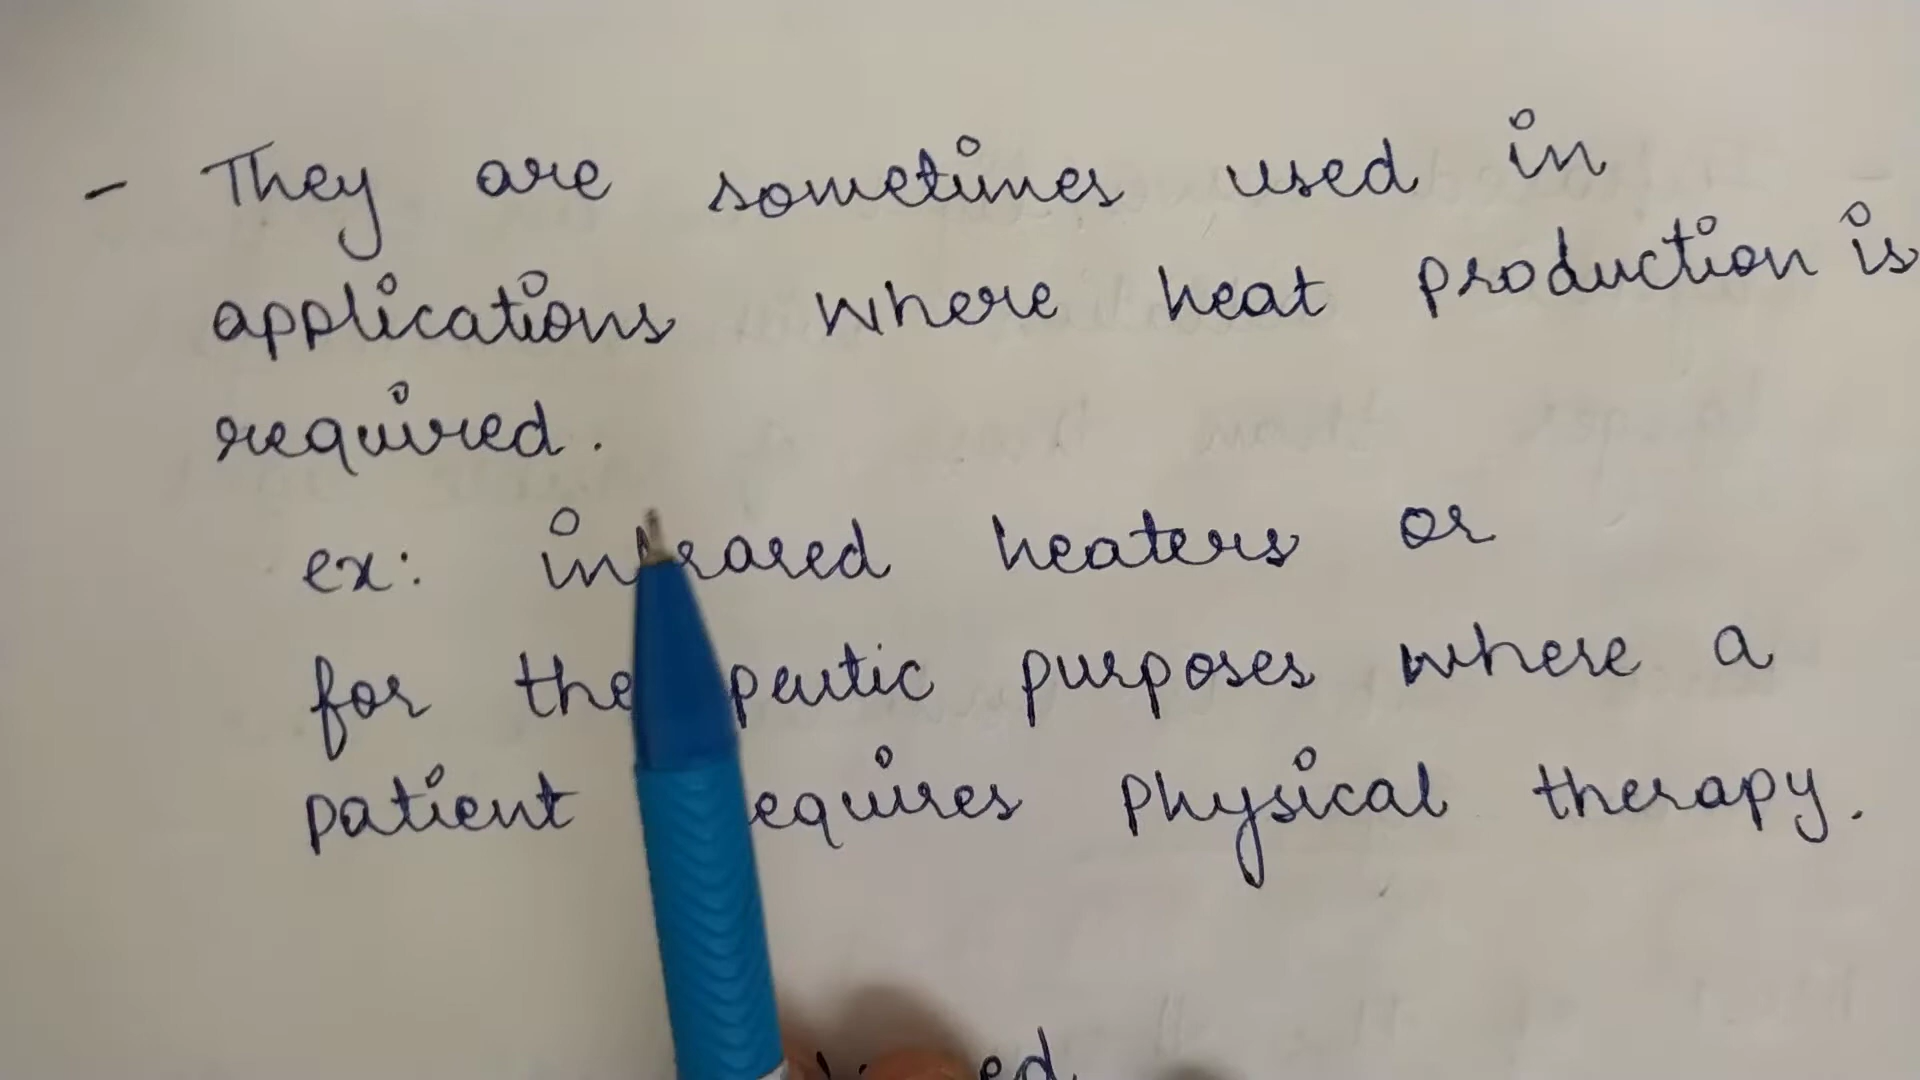 - They are sometimes used in
applications where heat production is
required.
ex: infrared heaters or
for therapeutic purposes where a
patient requires physical therapy.